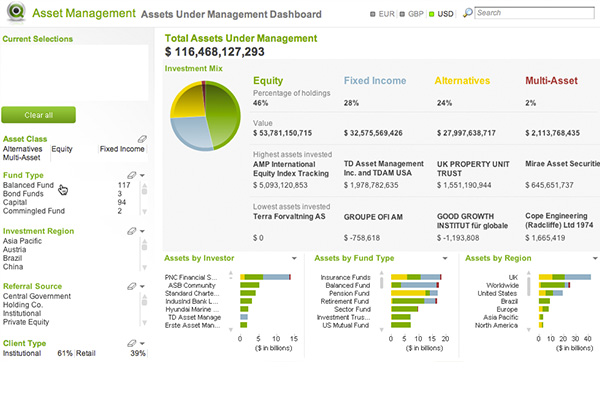 Asset Management Assets Under Management Dashboard
EUR GBP USD
Search
Current Selections
Clear all
Asset Class
Alternatives Equity Fixed Income
Multi-Asset
Fund Type
Balanced Fund 117
Bond Funds 3
Capital 94
Commingled Fund 2
Investment Region
Asia Pacific
Austria
Brazil
China
Referral Source
Central Government
Holding Co.
Institutional
Private Equity
Client Type
Institutional 61% Retail 39%
Total Assets Under Management
$ 116,468,127,293
Investment Mix
Equity Fixed Income Alternatives Multi-Asset
Percentage of holdings
46% 28% 24% 2%
Value
$ 53,781,150,715 $ 32,575,569,426 $ 27,997,638,717 $ 2,113,768,435
Highest assets invested
AMP International TD Asset Management UK PROPERTY UNIT Mirae Asset Securitie
Equity Index Tracking Inc. and TDAM USA TRUST
$ 5,093,120,853 $ 1,978,782,635 $ 1,551,190,944 $ 645,651,737
Lowest assets invested
Terra Forvaltning AS GROUPE OFI AM GOOD GROWTH Cope Engineering
INSTITUT für globale (Radcliffe) Ltd 1974
$ 0 $ -758,618 $ -1,193,808 $ 1,665,419
Assets by Investor
PNC Financial S...
ASB Community
Standard Charte...
IndusInd Bank L...
Hyundai Marine ...
TD Asset Manage
Erste Asset Man...
0 5 10 15
($ in billions)
Assets by Fund Type
Insurance Funds
Balanced Fund
Pension Fund
Retirement Fund
Sector Fund
Investment Trus...
US Mutual Fund
0 5 10 15 20
($ in billions)
Assets by Region
UK
Worldwide
United States
Brazil
Europe
Asia Pacific
North America
0 10 20 30 40
($ in billions)